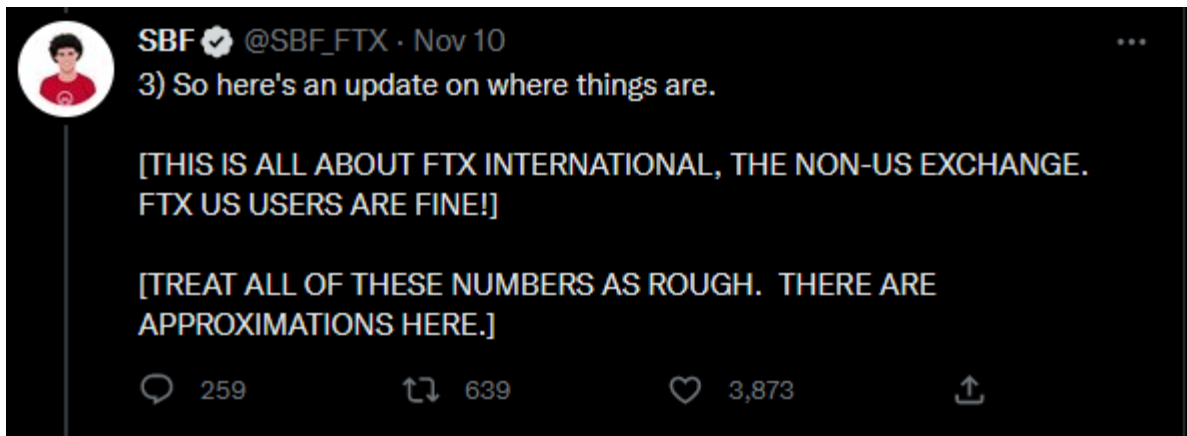 SBF @SBF_FTX · Nov 10
3) So here's an update on where things are.
[THIS IS ALL ABOUT FTX INTERNATIONAL, THE NON-US EXCHANGE.
FTX US USERS ARE FINE!]
[TREAT ALL OF THESE NUMBERS AS ROUGH.  THERE ARE
APPROXIMATIONS HERE.]
259 639 3,873